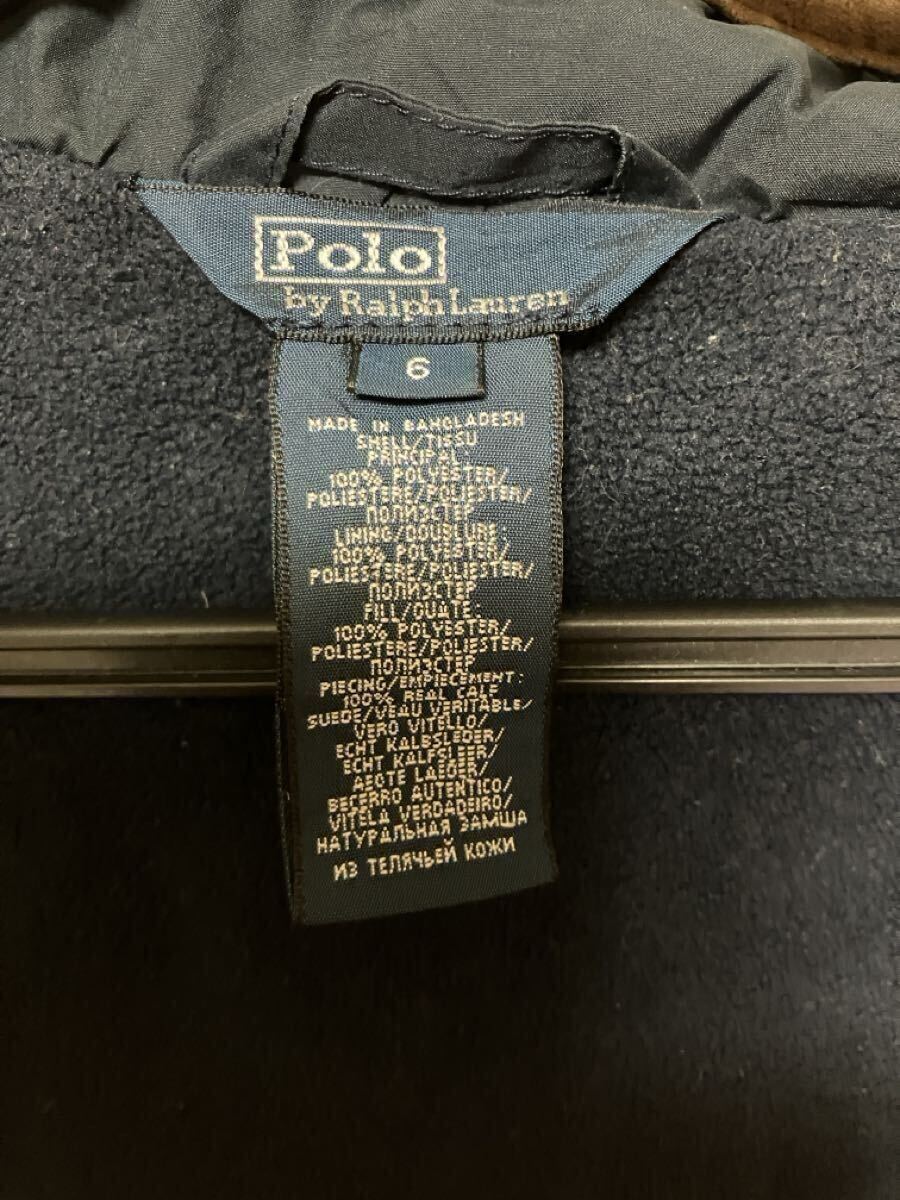 Polo
by Ralph Lauren
6
MADE IN BANGLADESH
SHELL/TISSU
PRINCIPAL:
100% POLYESTER/
POLIESTERE/POLIESTER/
ПОЛИЭСТЕР
LINING/DOUBLURE:
100% POLYESTER/
POLIESTERE/POLIESTER/
ПОЛИЭСТЕР
FILL/OUATE:
100% POLYESTER/
POLIESTERE/POLIESTER/
ПОЛИЭСТЕР
PIECING/EMPIECEMENT:
100% REAL CALF
SUEDE/VEAU VERITABLE/
VERO VITELLO/
ECHT KALBSLEDER/
ECHT KALFSLEER/
AEGTE LAEDER/
BECERRO AUTENTICO/
VITELA VERDADEIRO/
НАТУРАЛЬНАЯ ЗАМША
ИЗ ТЕЛЯЧЬЕЙ КОЖИ